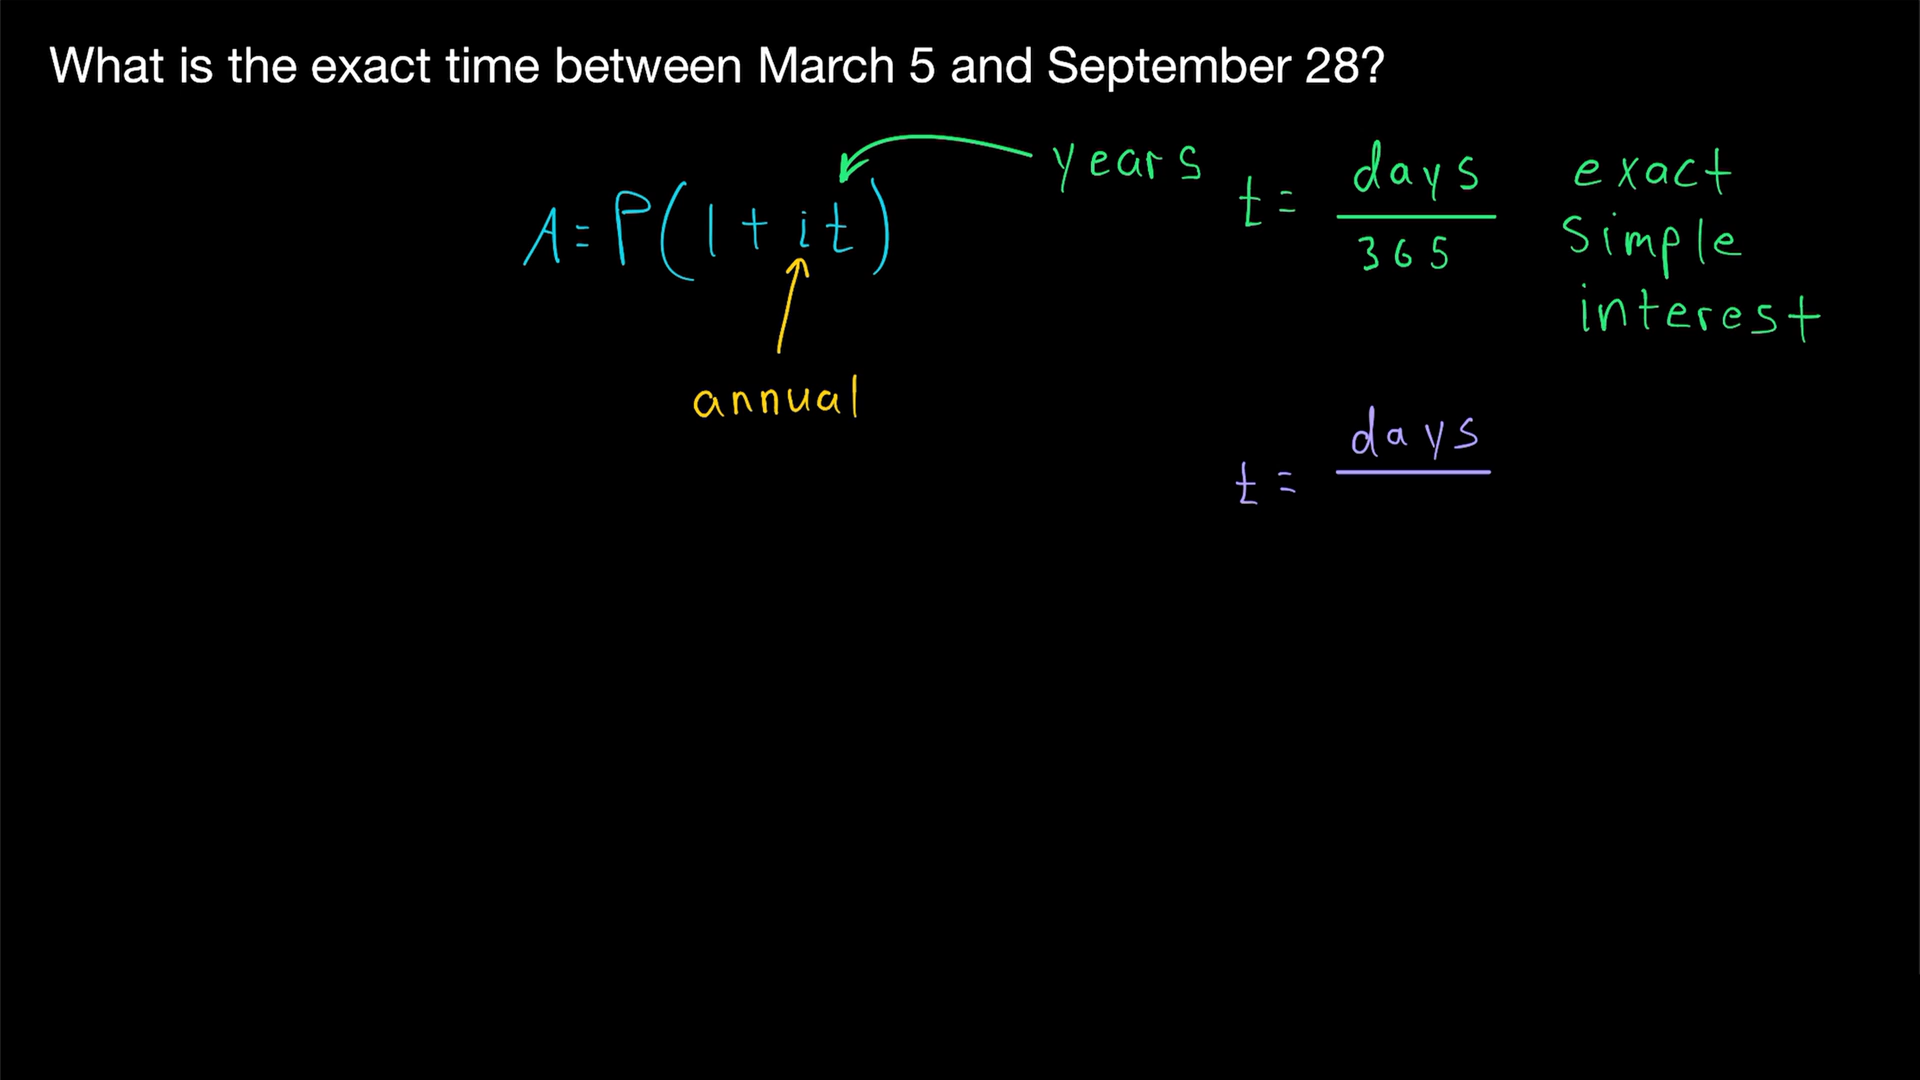 What is the exact time between March 5 and September 28?
years
t = days / 365
exact
simple
interest
A = P(1 + it)
annual
t = days